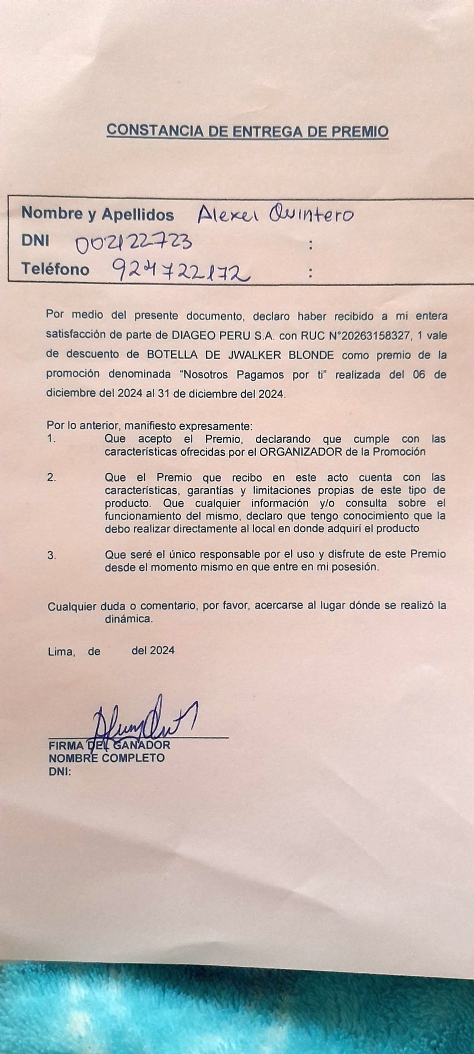 CONSTANCIA DE ENTREGA DE PREMIO
Nombre y Apellidos Alexei Quintero
DNI 002122723 :
Teléfono 924722172 :
Por medio del presente documento, declaro haber recibido a mi entera
satisfacción de parte de DIAGEO PERU S.A. con RUC N°20263158327, 1 vale
de descuento de BOTELLA DE JWALKER BLONDE como premio de la
promoción denominada "Nosotros Pagamos por ti" realizada del 06 de
diciembre del 2024 al 31 de diciembre del 2024.
Por lo anterior, manifiesto expresamente:
1. Que acepto el Premio, declarando que cumple con las
características ofrecidas por el ORGANIZADOR de la Promoción
2. Que el Premio que recibo en este acto cuenta con las
características, garantías y limitaciones propias de este tipo de
producto. Que cualquier información y/o consulta sobre el
funcionamiento del mismo, declaro que tengo conocimiento que la
debo realizar directamente al local en donde adquirí el producto
3. Que seré el único responsable por el uso y disfrute de este Premio
desde el momento mismo en que entre en mi posesión.
Cualquier duda o comentario, por favor, acercarse al lugar dónde se realizó la
dinámica.
Lima, de del 2024
FIRMA DEL GANADOR
NOMBRE COMPLETO
DNI: